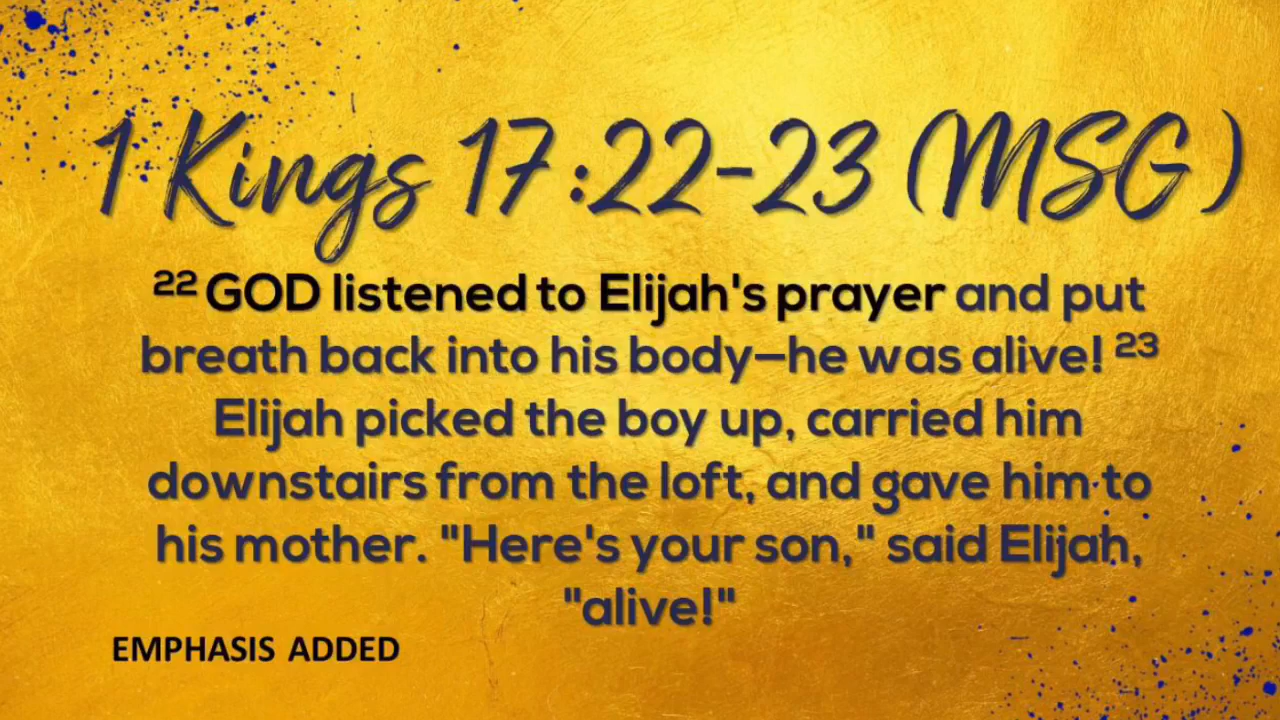 1 Kings 17:22-23 (MSG)
²² GOD listened to Elijah's prayer and put
breath back into his body—he was alive! ²³
Elijah picked the boy up, carried him
downstairs from the loft, and gave him to
his mother. "Here's your son," said Elijah,
"alive!"
EMPHASIS ADDED